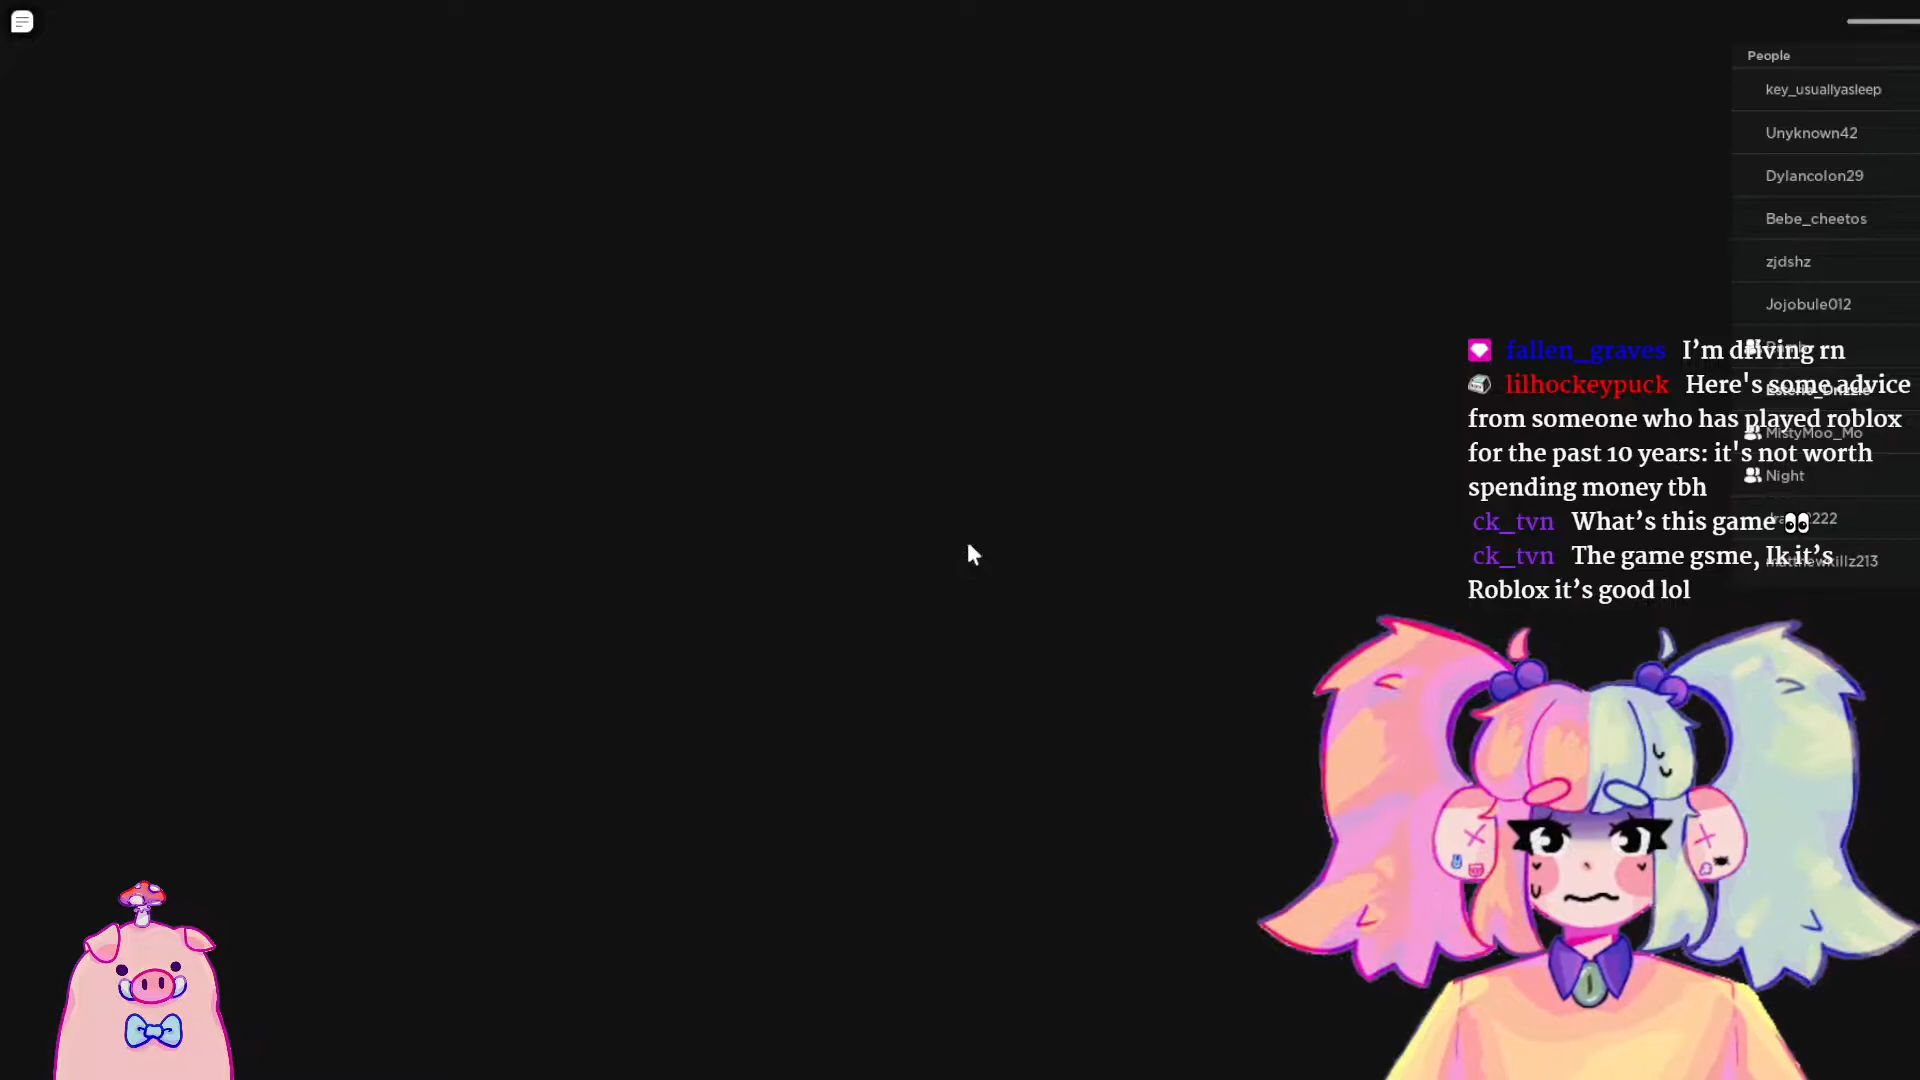 People
key_usuallyasleep
Unyknown42
Dylancolon29
Bebe_cheetos
zjdshz
Jojobule012
MistyMoo_Mo
Night
fallen_graves I’m driving rn
lilhockeypuck Here's some advice
from someone who has played roblox
for the past 10 years: it's not worth
spending money tbh
ck_tvn What’s this game 👀
ck_tvn The game gsme, Ik it’s
Roblox it’s good lol